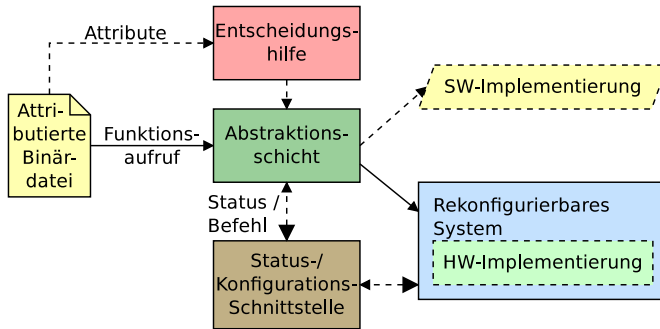 Attribute
Entscheidungs-
hilfe
SW-Implementierung
Attri-
butierte
Binär-
datei
Funktions-
aufruf
Abstraktions-
schicht
Status /
Befehl
Rekonfigurierbares
System
HW-Implementierung
Status-/
Konfigurations-
Schnittstelle